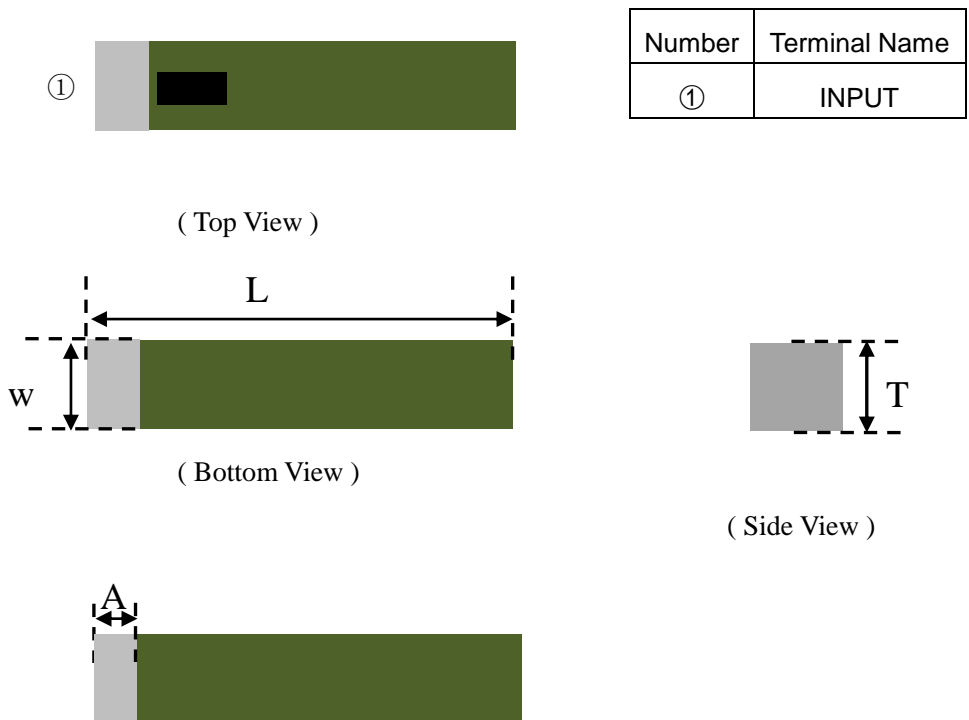 Number Terminal Name
① INPUT
①
( Top View )
L
w
( Bottom View )
T
( Side View )
A